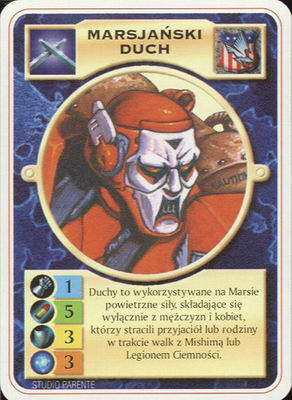 MARSJAŃSKI
DUCH
CAUTION
1
5
3
3
Duchy to wykorzystywane na Marsie
powietrzne siły, składające się
wyłącznie z mężczyzn i kobiet,
którzy stracili przyjaciół lub rodziny
w trakcie walk z Mishimą lub
Legionem Ciemności.
STUDIO PARENTE